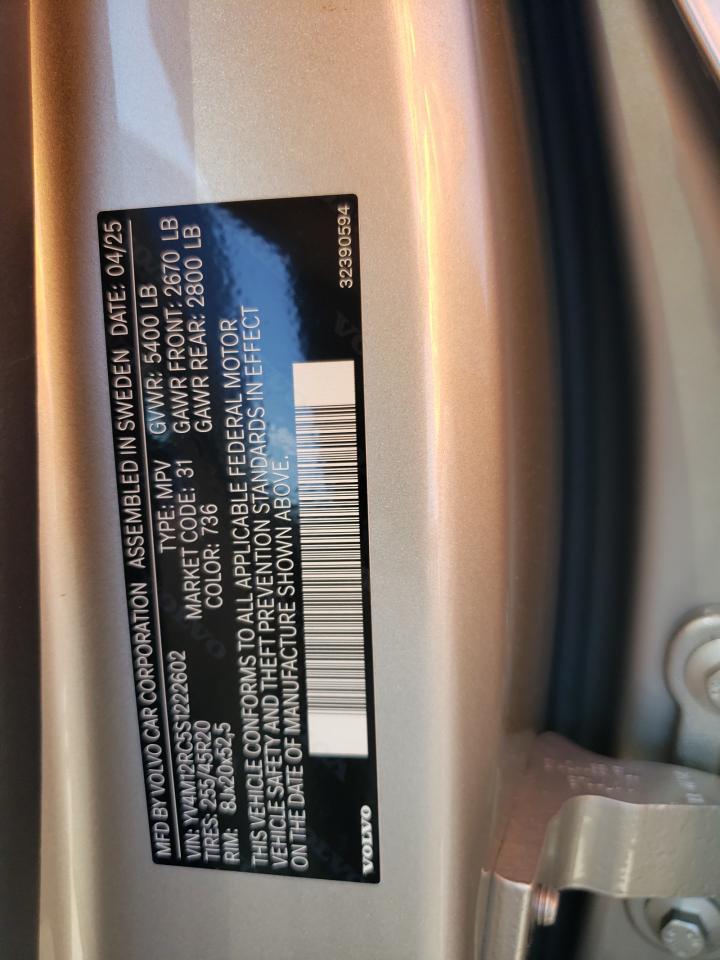 MFD BY VOLVO CAR CORPORATION ASSEMBLED IN SWEDEN DATE: 04/25
VIN: YV4M12RC5S1222602 TYPE: MPV GVWR: 5400 LB
TIRES: 255/45R20 MARKET CODE: 31 GAWR FRONT: 2670 LB
RIM: 8Jx20x52,5 COLOR: 736 GAWR REAR: 2800 LB
THIS VEHICLE CONFORMS TO ALL APPLICABLE FEDERAL MOTOR
VEHICLE SAFETY AND THEFT PREVENTION STANDARDS IN EFFECT
ON THE DATE OF MANUFACTURE SHOWN ABOVE.
VOLVO
32390594